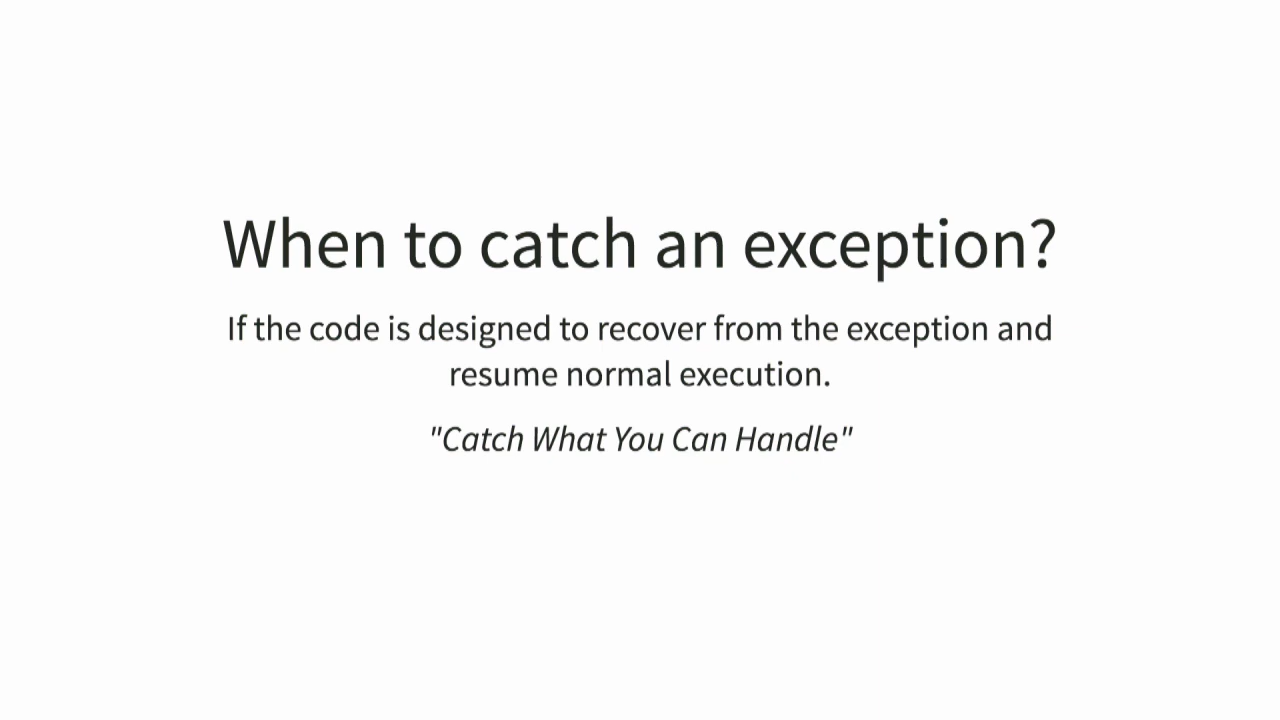 When to catch an exception?
If the code is designed to recover from the exception and
resume normal execution.
"Catch What You Can Handle"